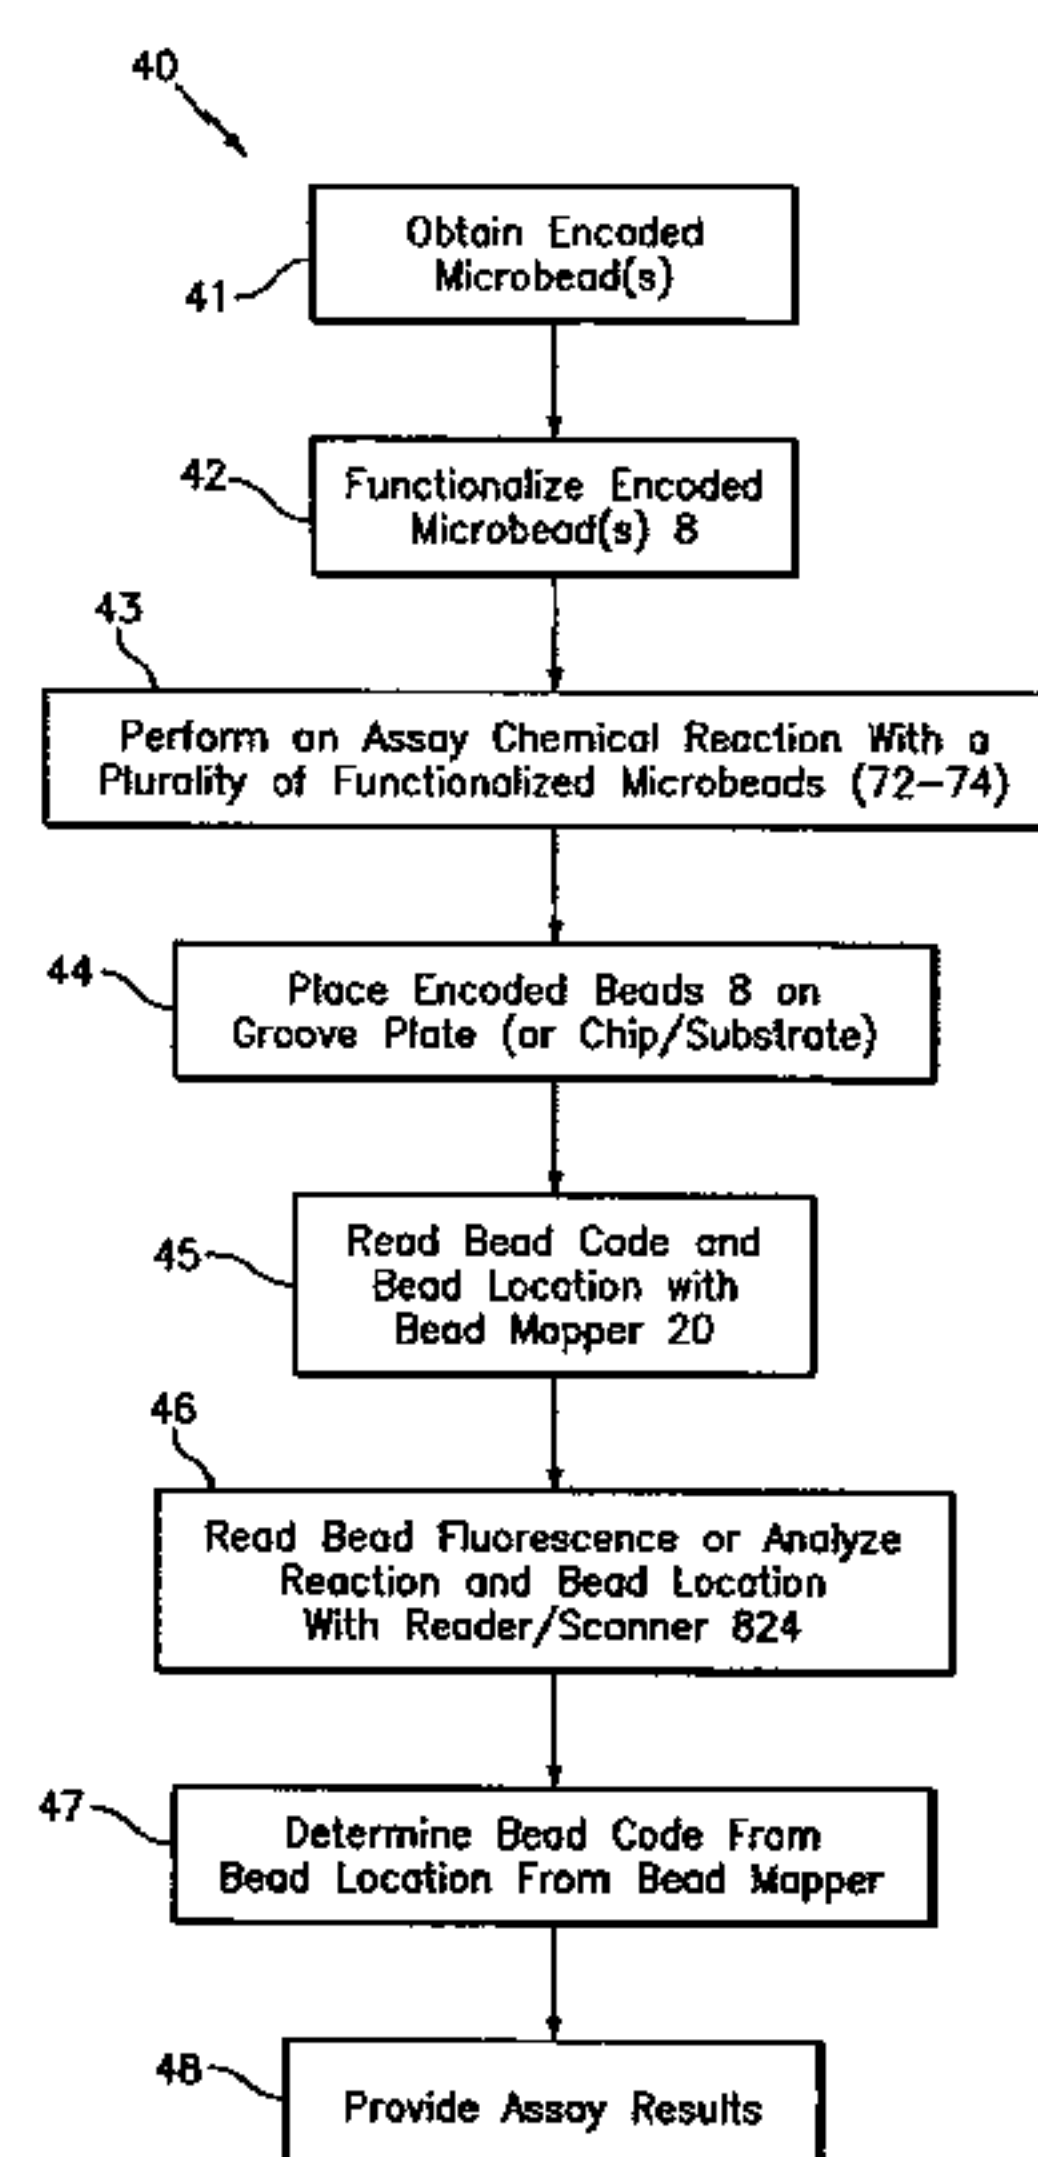 40
Obtain Encoded
Microbead(s)
41
Functionalize Encoded
Microbead(s) 8
42
43
Perform an Assay Chemical Reaction With a
Plurality of Functionalized Microbeads (72-74)
44
Place Encoded Beads 8 on
Groove Plate (or Chip/Substrate)
45
Read Bead Code and
Bead Location with
Bead Mapper 20
46
Read Bead Fluorescence or Analyze
Reaction and Bead Location
With Reader/Scanner 824
47
Determine Bead Code From
Bead Location From Bead Mapper
48
Provide Assay Results